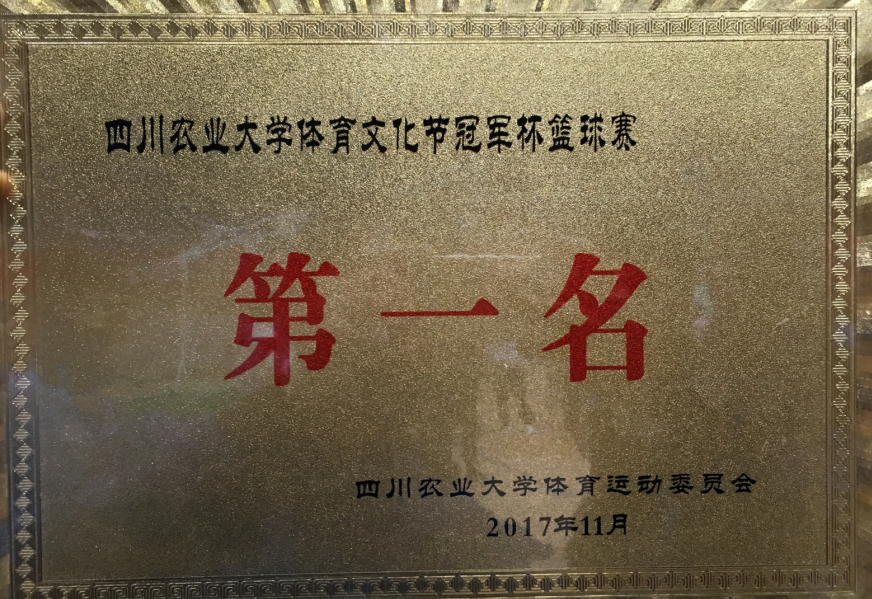 四川农业大学体育文化节冠军杯篮球赛
第一名
四川农业大学体育运动委员会
2017年11月